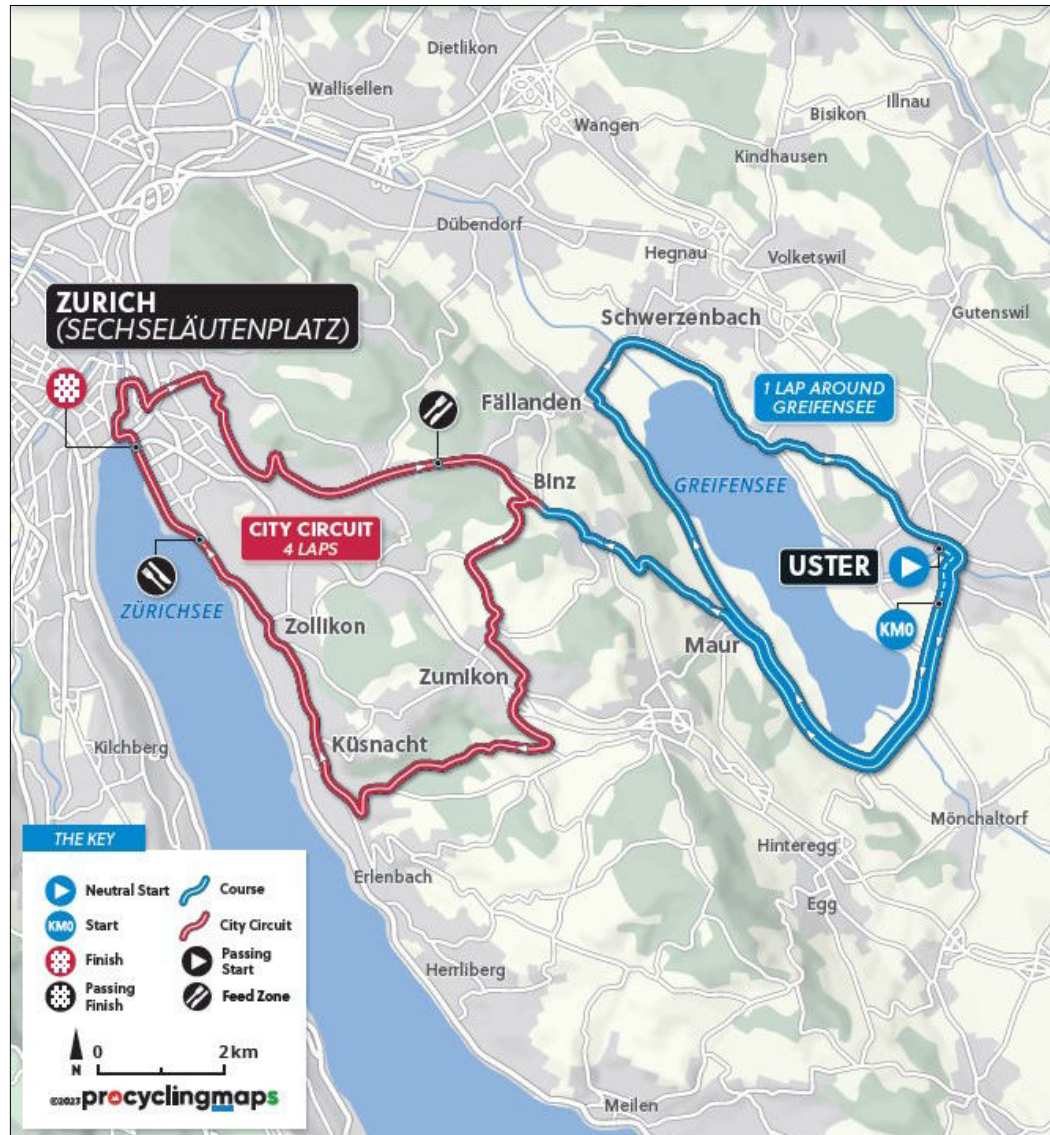 Dietlikon
Wallisellen
Illnau
Bisikon
Wangen
Kindhausen
Dübendorf
Hegnau
Volketswil
ZURICH
(SECHSELÄUTENPLATZ)
Gutenswil
Schwerzenbach
1 LAP AROUND
GREIFENSEE
Fällanden
Binz
GREIFENSEE
CITY CIRCUIT
4 LAPS
USTER
ZÜRICHSEE
Zollikon
KM0
Maur
Zumikon
Küsnacht
Kilchberg
Mönchaltorf
Hinteregg
Erlenbach
Egg
Herrliberg
Meilen
THE KEY
Neutral Start
Course
KM0
Start
City Circuit
Finish
Passing
Start
Passing
Finish
Feed Zone
N
0 2km
©2023 procyclingmaps